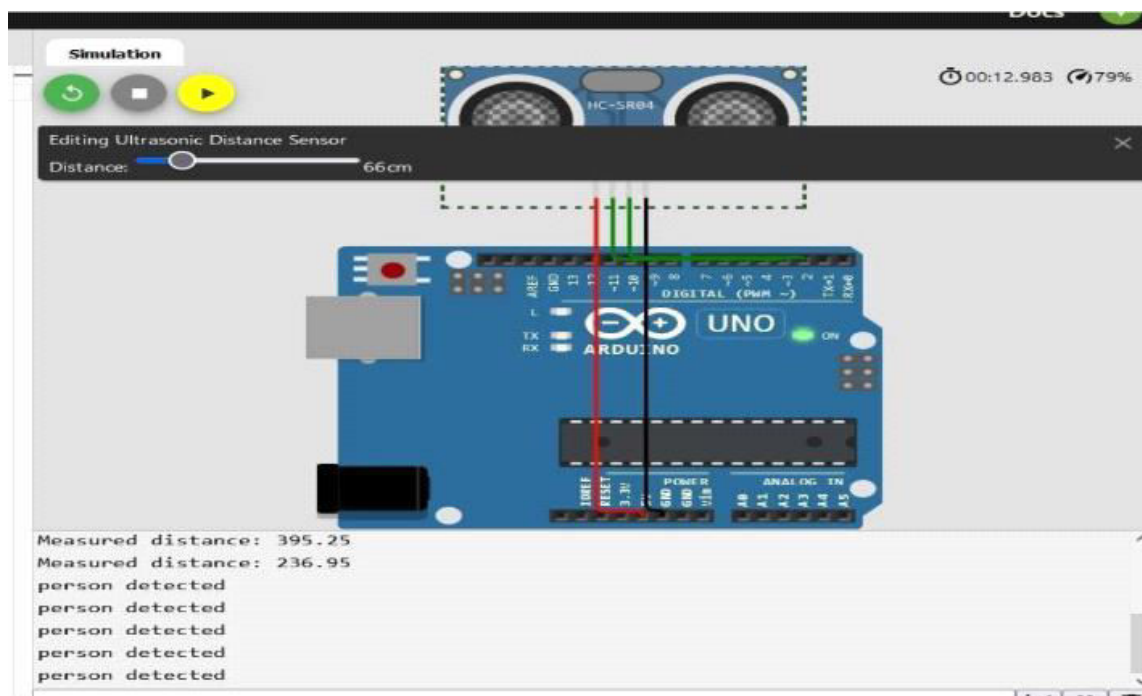 Docs
Simulation
00:12.983 79%
HC-SR04
Editing Ultrasonic Distance Sensor
Distance: 66cm
AREF
GND
13
12
~11
~10
~9
8
7
~6
~5
4
~3
2
TX→1
RX←0
DIGITAL (PWM ~)
L
UNO
TX
RX
ARDUINO
ON
POWER
ANALOG IN
IOREF
RESET
3.3V
5V
GND
GND
Vin
A0
A1
A2
A3
A4
A5
Measured distance: 395.25
Measured distance: 236.95
person detected
person detected
person detected
person detected
person detected